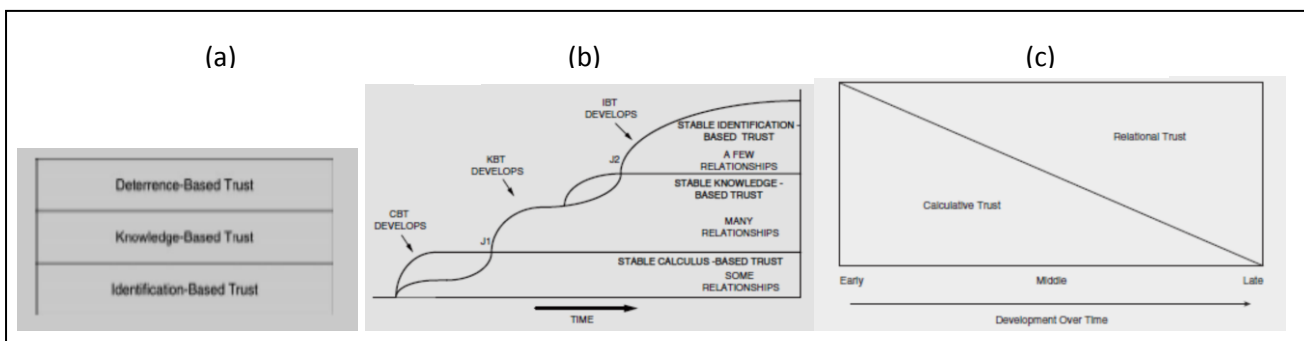 (a)
Deterrence-Based Trust
Knowledge-Based Trust
Identification-Based Trust
(b)
IBT
DEVELOPS
STABLE IDENTIFICATION -
BASED TRUST
J2
A FEW
RELATIONSHIPS
KBT
DEVELOPS
STABLE KNOWLEDGE -
BASED TRUST
CBT
DEVELOPS
MANY
RELATIONSHIPS
J1
STABLE CALCULUS -BASED TRUST
SOME
RELATIONSHIPS
TIME
(c)
Relational Trust
Calculative Trust
Early
Middle
Late
Development Over Time